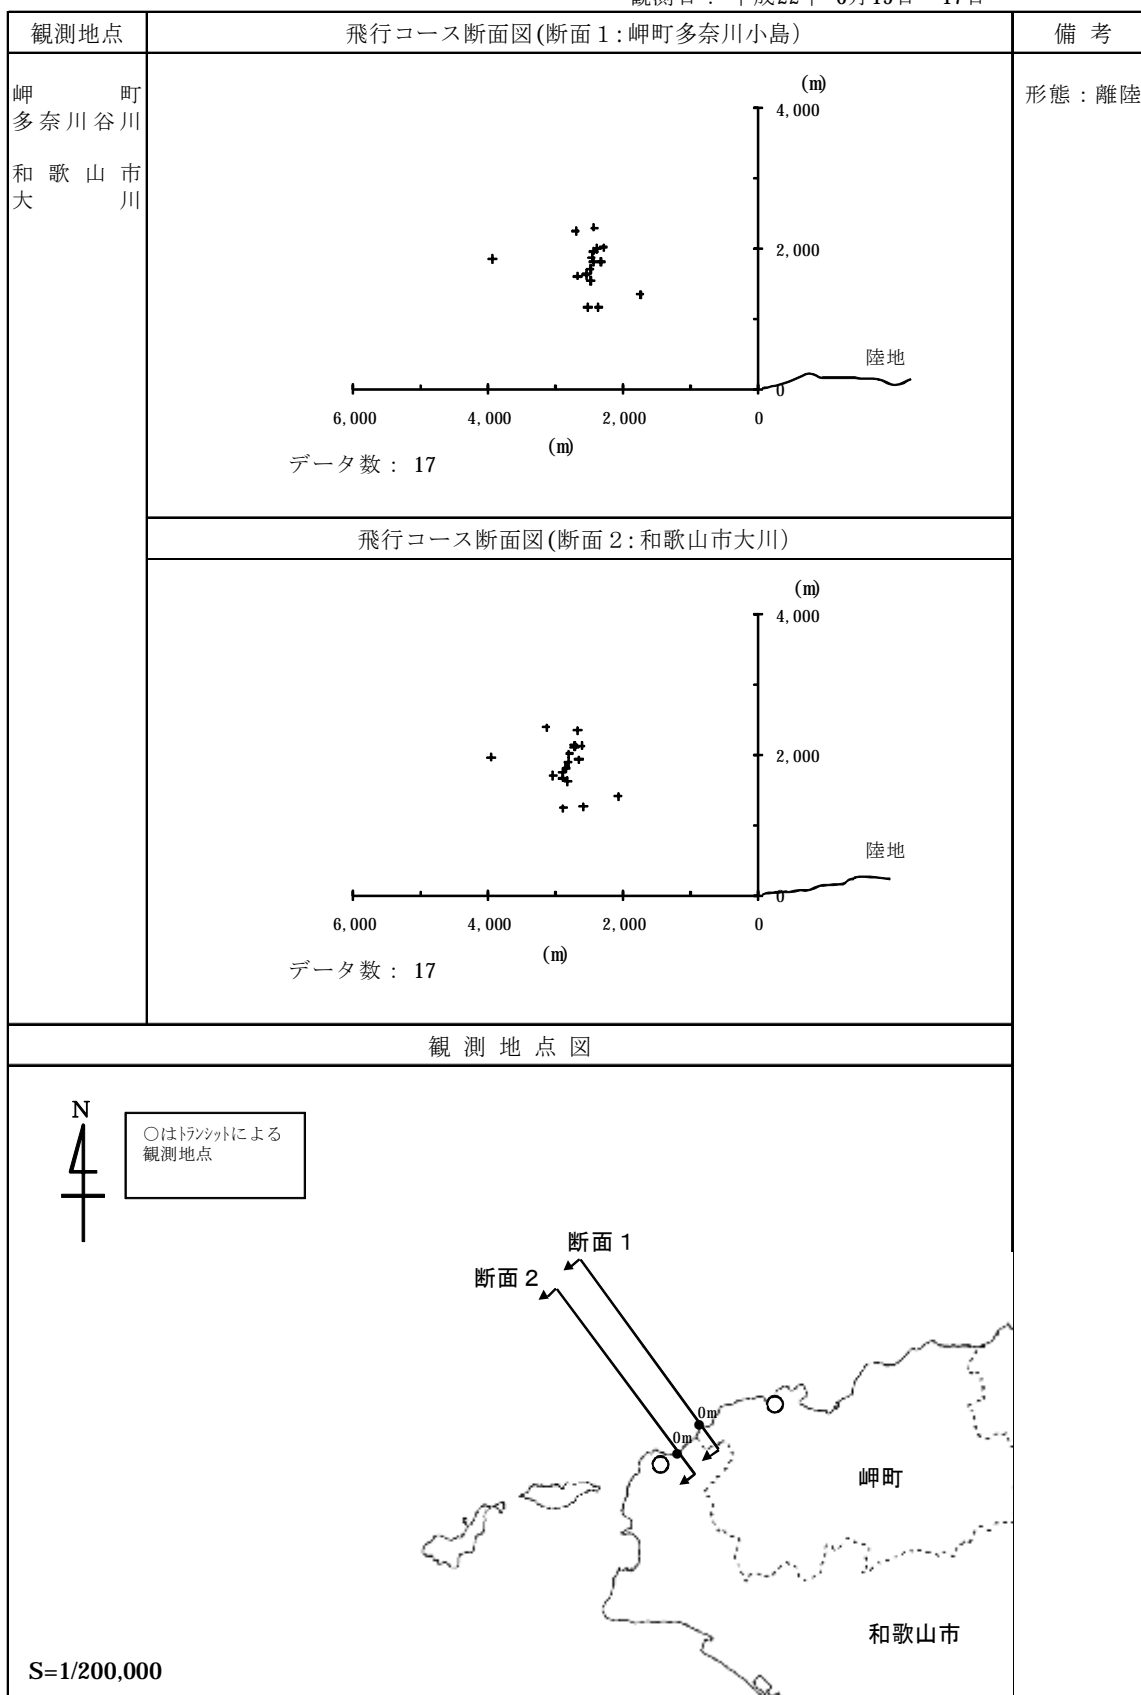 観測地点
飛行コース断面図(断面１:岬町多奈川小島)
備 考
岬 町
多奈川谷川
和歌山市
大 川
形態：離陸
(m)
4,000
2,000
0
陸地
6,000 4,000 2,000 0
(m)
データ数： 17
飛行コース断面図(断面２:和歌山市大川)
(m)
4,000
2,000
0
陸地
6,000 4,000 2,000 0
(m)
データ数： 17
観 測 地 点 図
N
○はﾄﾗﾝｼｯﾄによる
観測地点
断面１
断面２
0m
0m
岬町
和歌山市
S=1/200,000